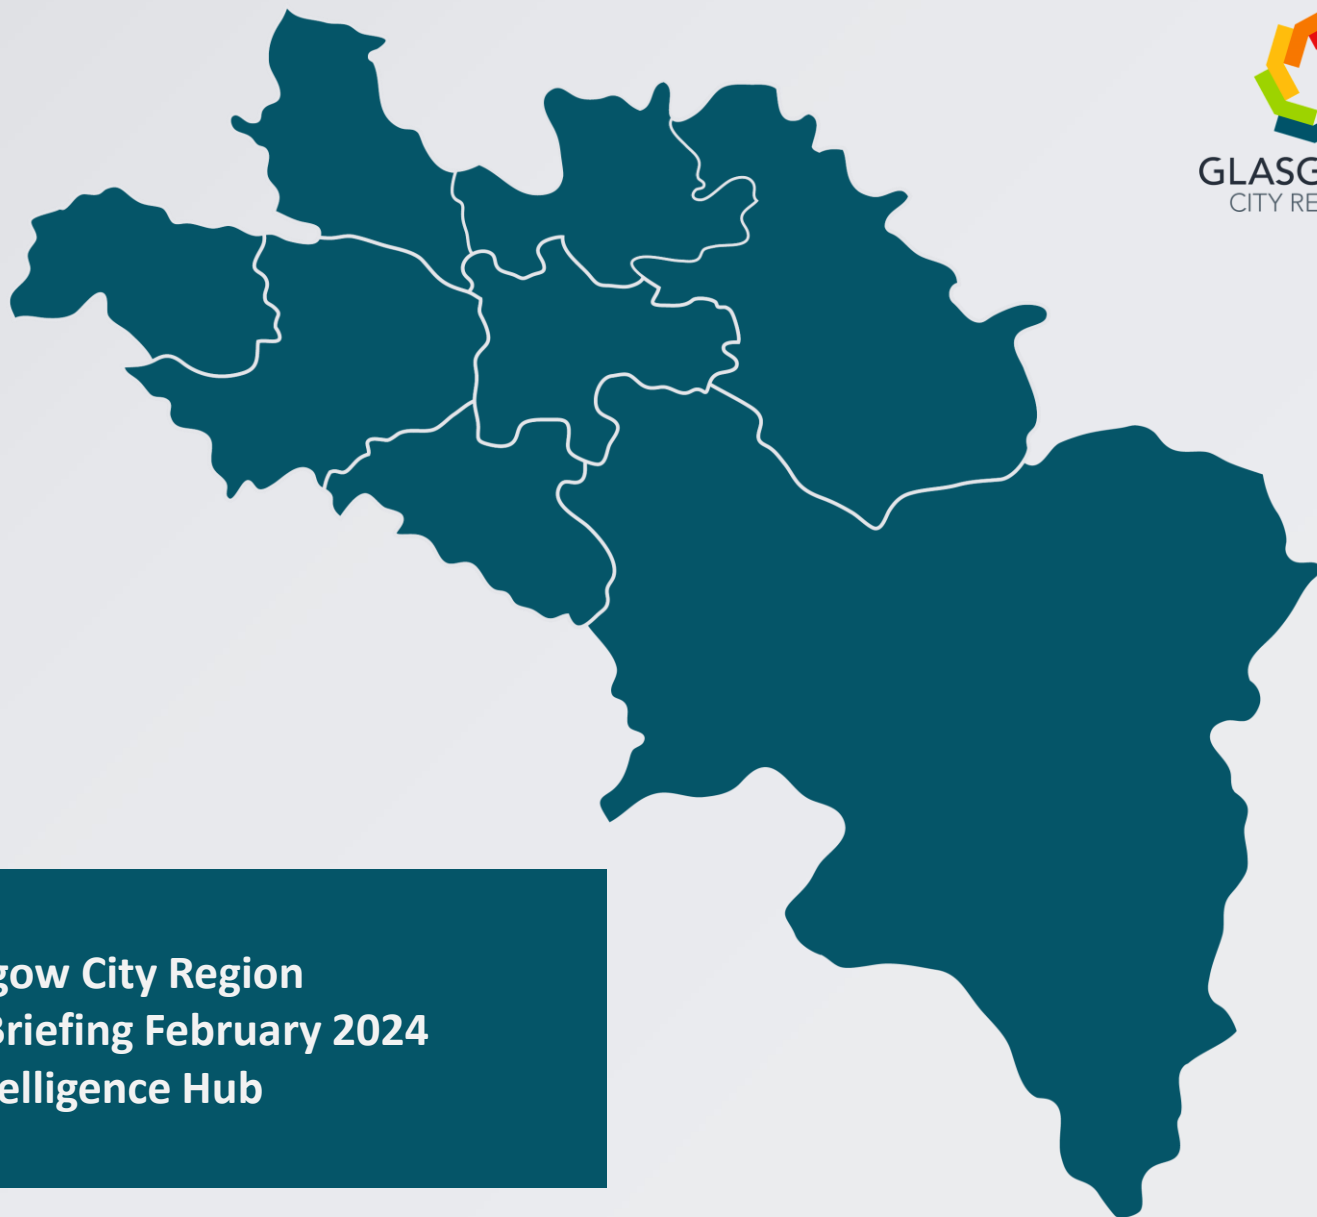 GLASG
CITY RE
gow City Region
Briefing February 2024
elligence Hub